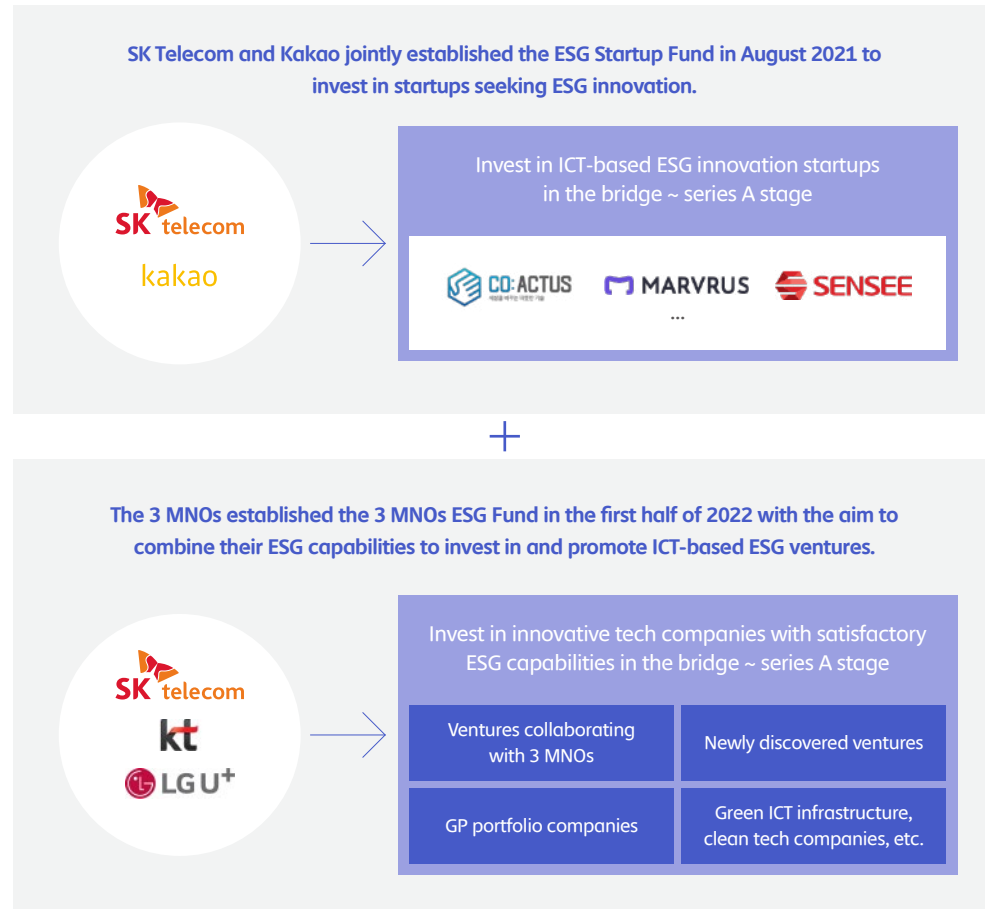 SK Telecom and Kakao jointly established the ESG Startup Fund in August 2021 to
invest in startups seeking ESG innovation.
SK telecom
kakao
Invest in ICT-based ESG innovation startups
in the bridge ~ series A stage
CO:ACTUS
MARVRUS
SENSEE
...
+
The 3 MNOs established the 3 MNOs ESG Fund in the first half of 2022 with the aim to
combine their ESG capabilities to invest in and promote ICT-based ESG ventures.
SK telecom
kt
LG U+
Invest in innovative tech companies with satisfactory
ESG capabilities in the bridge ~ series A stage
Ventures collaborating
with 3 MNOs
Newly discovered ventures
GP portfolio companies
Green ICT infrastructure,
clean tech companies, etc.